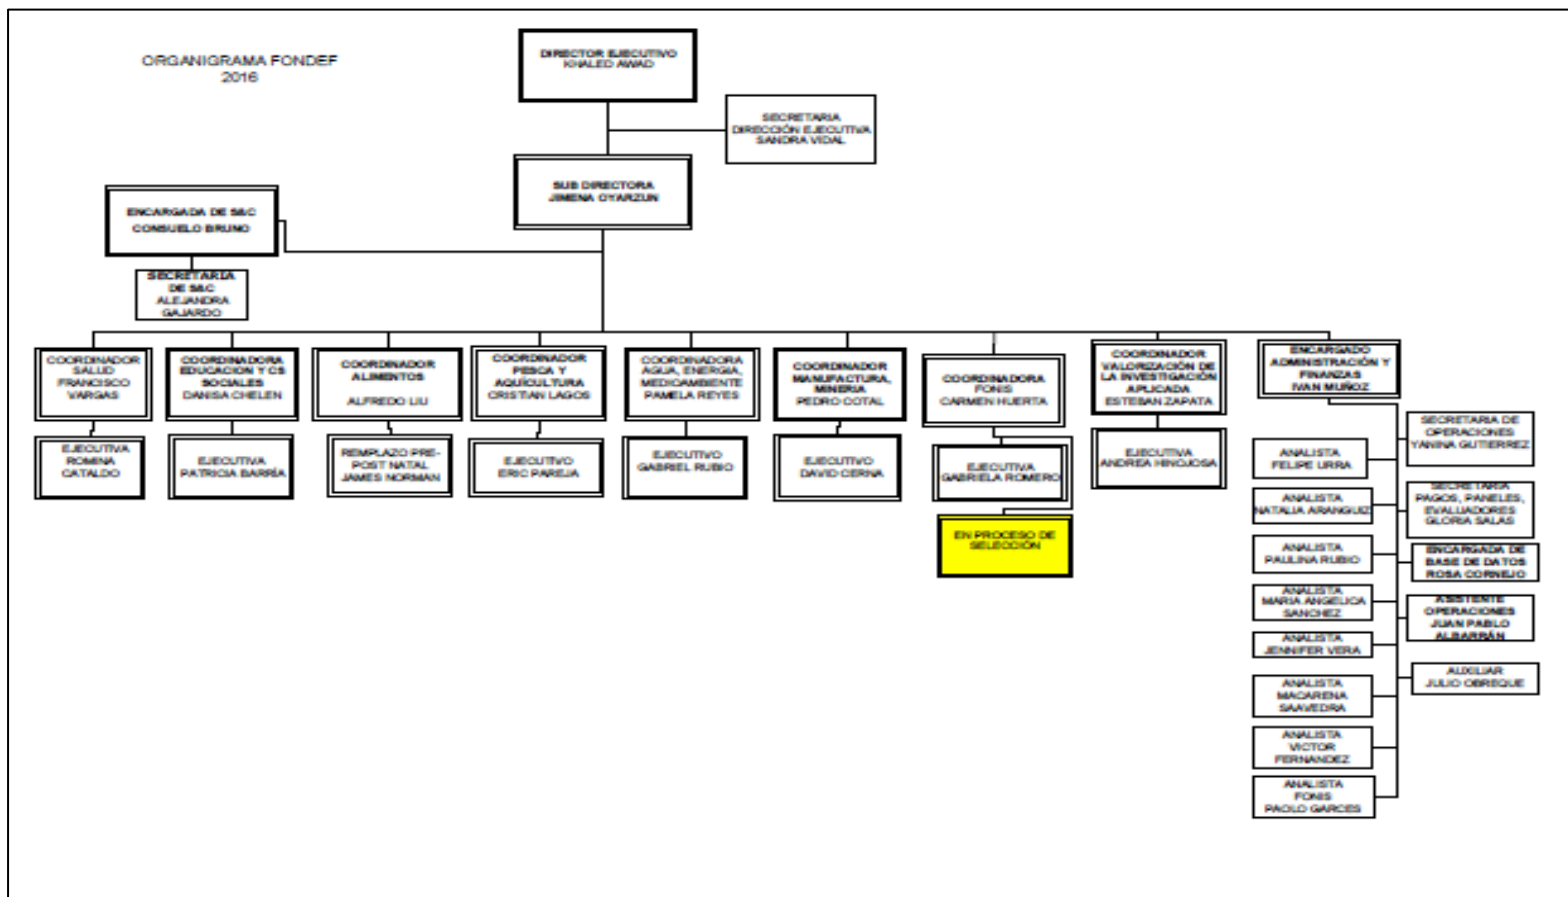 ORGANIGRAMA FONDEF
2016
DIRECTOR EJECUTIVO
KHALED AWAD
SECRETARIA
DIRECCIÓN EJECUTIVA
SANDRA VIDAL
SUB DIRECTORA
JIMENA OYARZUN
ENCARGADA DE S&C
CONSUELO BRUNO
SECRETARIA
DE S&C
ALEJANDRA
GAJARDO
COORDINADOR
SALUD
FRANCISCO
VARGAS
COORDINADORA
EDUCACION Y CS
SOCIALES
DANISA CHELEN
COORDINADOR
ALIMENTOS
ALFREDO LIU
COORDINADOR
PESCA Y
AQUÍCULTURA
CRISTIAN LAGOS
COORDINADORA
AGUA, ENERGIA,
MEDIOAMBIENTE
PAMELA REYES
COORDINADOR
MANUFACTURA,
MINERIA
PEDRO COTAL
COORDINADORA
FONIS
CARMEN HUERTA
COORDINADOR
VALORIZACIÓN DE
LA INVESTIGACIÓN
APLICADA
ESTEBAN ZAPATA
ENCARGADO
ADMINISTRACIÓN Y
FINANZAS
IVAN MUÑOZ
EJECUTIVA
ROMINA
CATALDO
EJECUTIVA
PATRICIA BARRÍA
REMPLAZO PRE-
POST NATAL
JAMES NORMAN
EJECUTIVO
ERIC PAREJA
EJECUTIVO
GABRIEL RUBIO
EJECUTIVO
DAVID CERNA
EJECUTIVA
GABRIELA ROMERO
EJECUTIVA
ANDREA HINOJOSA
EN PROCESO DE
SELECCIÓN
ANALISTA
FELIPE URRA
ANALISTA
NATALIA ARANGUIZ
ANALISTA
PAULINA RUBIO
ANALISTA
MARIA ANGELICA
SANCHEZ
ANALISTA
JENNIFER VERA
ANALISTA
MACARENA
SAAVEDRA
ANALISTA
VICTOR
FERNANDEZ
ANALISTA
FONIS
PAOLO GARCES
SECRETARIA DE
OPERACIONES
YANINA GUTIERREZ
SECRETARIA
PAGOS, PANELES,
EVALUADORES
GLORIA SALAS
ENCARGADA DE
BASE DE DATOS
ROSA CORNEJO
ASISTENTE
OPERACIONES
JUAN PABLO
ALBARRÁN
AUXILIAR
JULIO OBREQUE